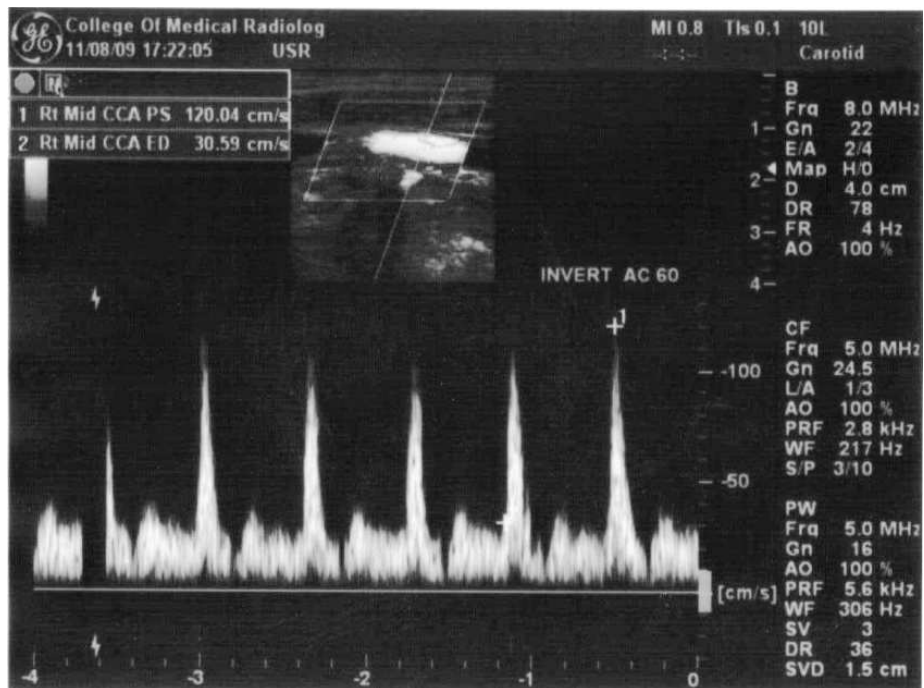 College Of Medical Radiolog
11/08/09 17:22:05 USR
MI 0.8 TIs 0.1 10L
Carotid
1 Rt Mid CCA PS 120.04 cm/s
2 Rt Mid CCA ED 30.59 cm/s
1
2
3
4
B
Frq 8.0 MHz
Gn 22
E/A 2/4
Map H/0
D 4.0 cm
DR 78
FR 4 Hz
AO 100 %
INVERT AC 60
1
-100
-50
[cm/s]
CF
Frq 5.0 MHz
Gn 24.5
L/A 1/3
AO 100 %
PRF 2.8 kHz
WF 217 Hz
S/P 3/10
PW
Frq 5.0 MHz
Gn 16
AO 100 %
PRF 5.6 kHz
WF 306 Hz
SV 3
DR 36
SVD 1.5 cm
-4 -3 -2 -1 0